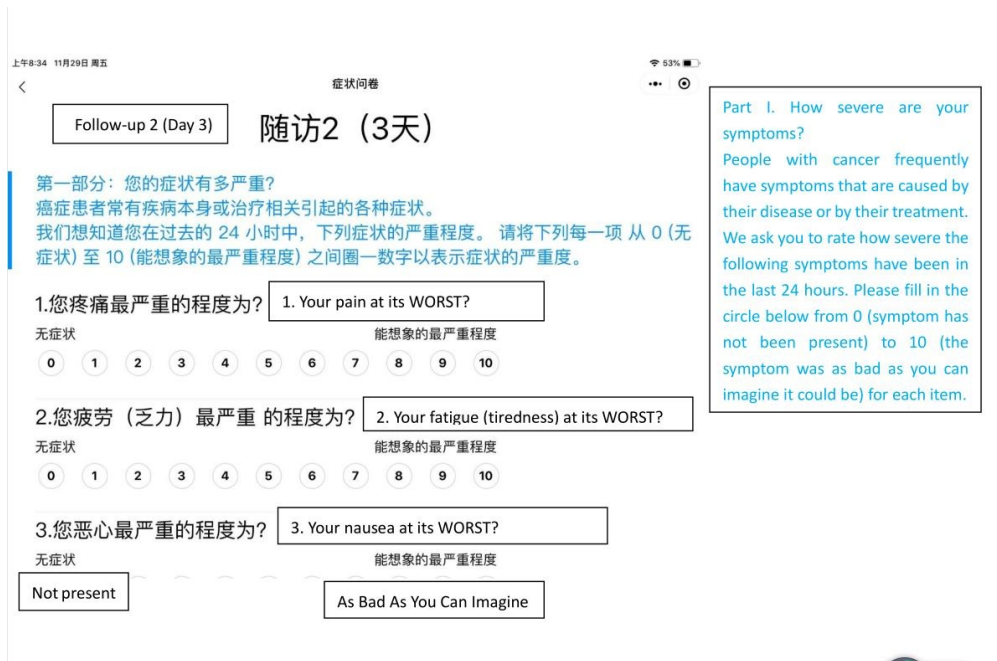 上午8:34 11月29日 周五
53%
症状问卷
Follow-up 2 (Day 3)
随访2（3天）
第一部分：您的症状有多严重?
癌症患者常有疾病本身或治疗相关引起的各种症状。
我们想知道您在过去的 24 小时中，下列症状的严重程度。 请将下列每一项 从 0 (无
症状) 至 10 (能想象的最严重程度) 之间圈一数字以表示症状的严重度。
1.您疼痛最严重的程度为?
1. Your pain at its WORST?
无症状 能想象的最严重程度
0 1 2 3 4 5 6 7 8 9 10
2.您疲劳（乏力）最严重 的程度为?
2. Your fatigue (tiredness) at its WORST?
无症状 能想象的最严重程度
0 1 2 3 4 5 6 7 8 9 10
3.您恶心最严重的程度为?
3. Your nausea at its WORST?
无症状 能想象的最严重程度
Not present
As Bad As You Can Imagine
Part I. How severe are your
symptoms?
People with cancer frequently
have symptoms that are caused by
their disease or by their treatment.
We ask you to rate how severe the
following symptoms have been in
the last 24 hours. Please fill in the
circle below from 0 (symptom has
not been present) to 10 (the
symptom was as bad as you can
imagine it could be) for each item.